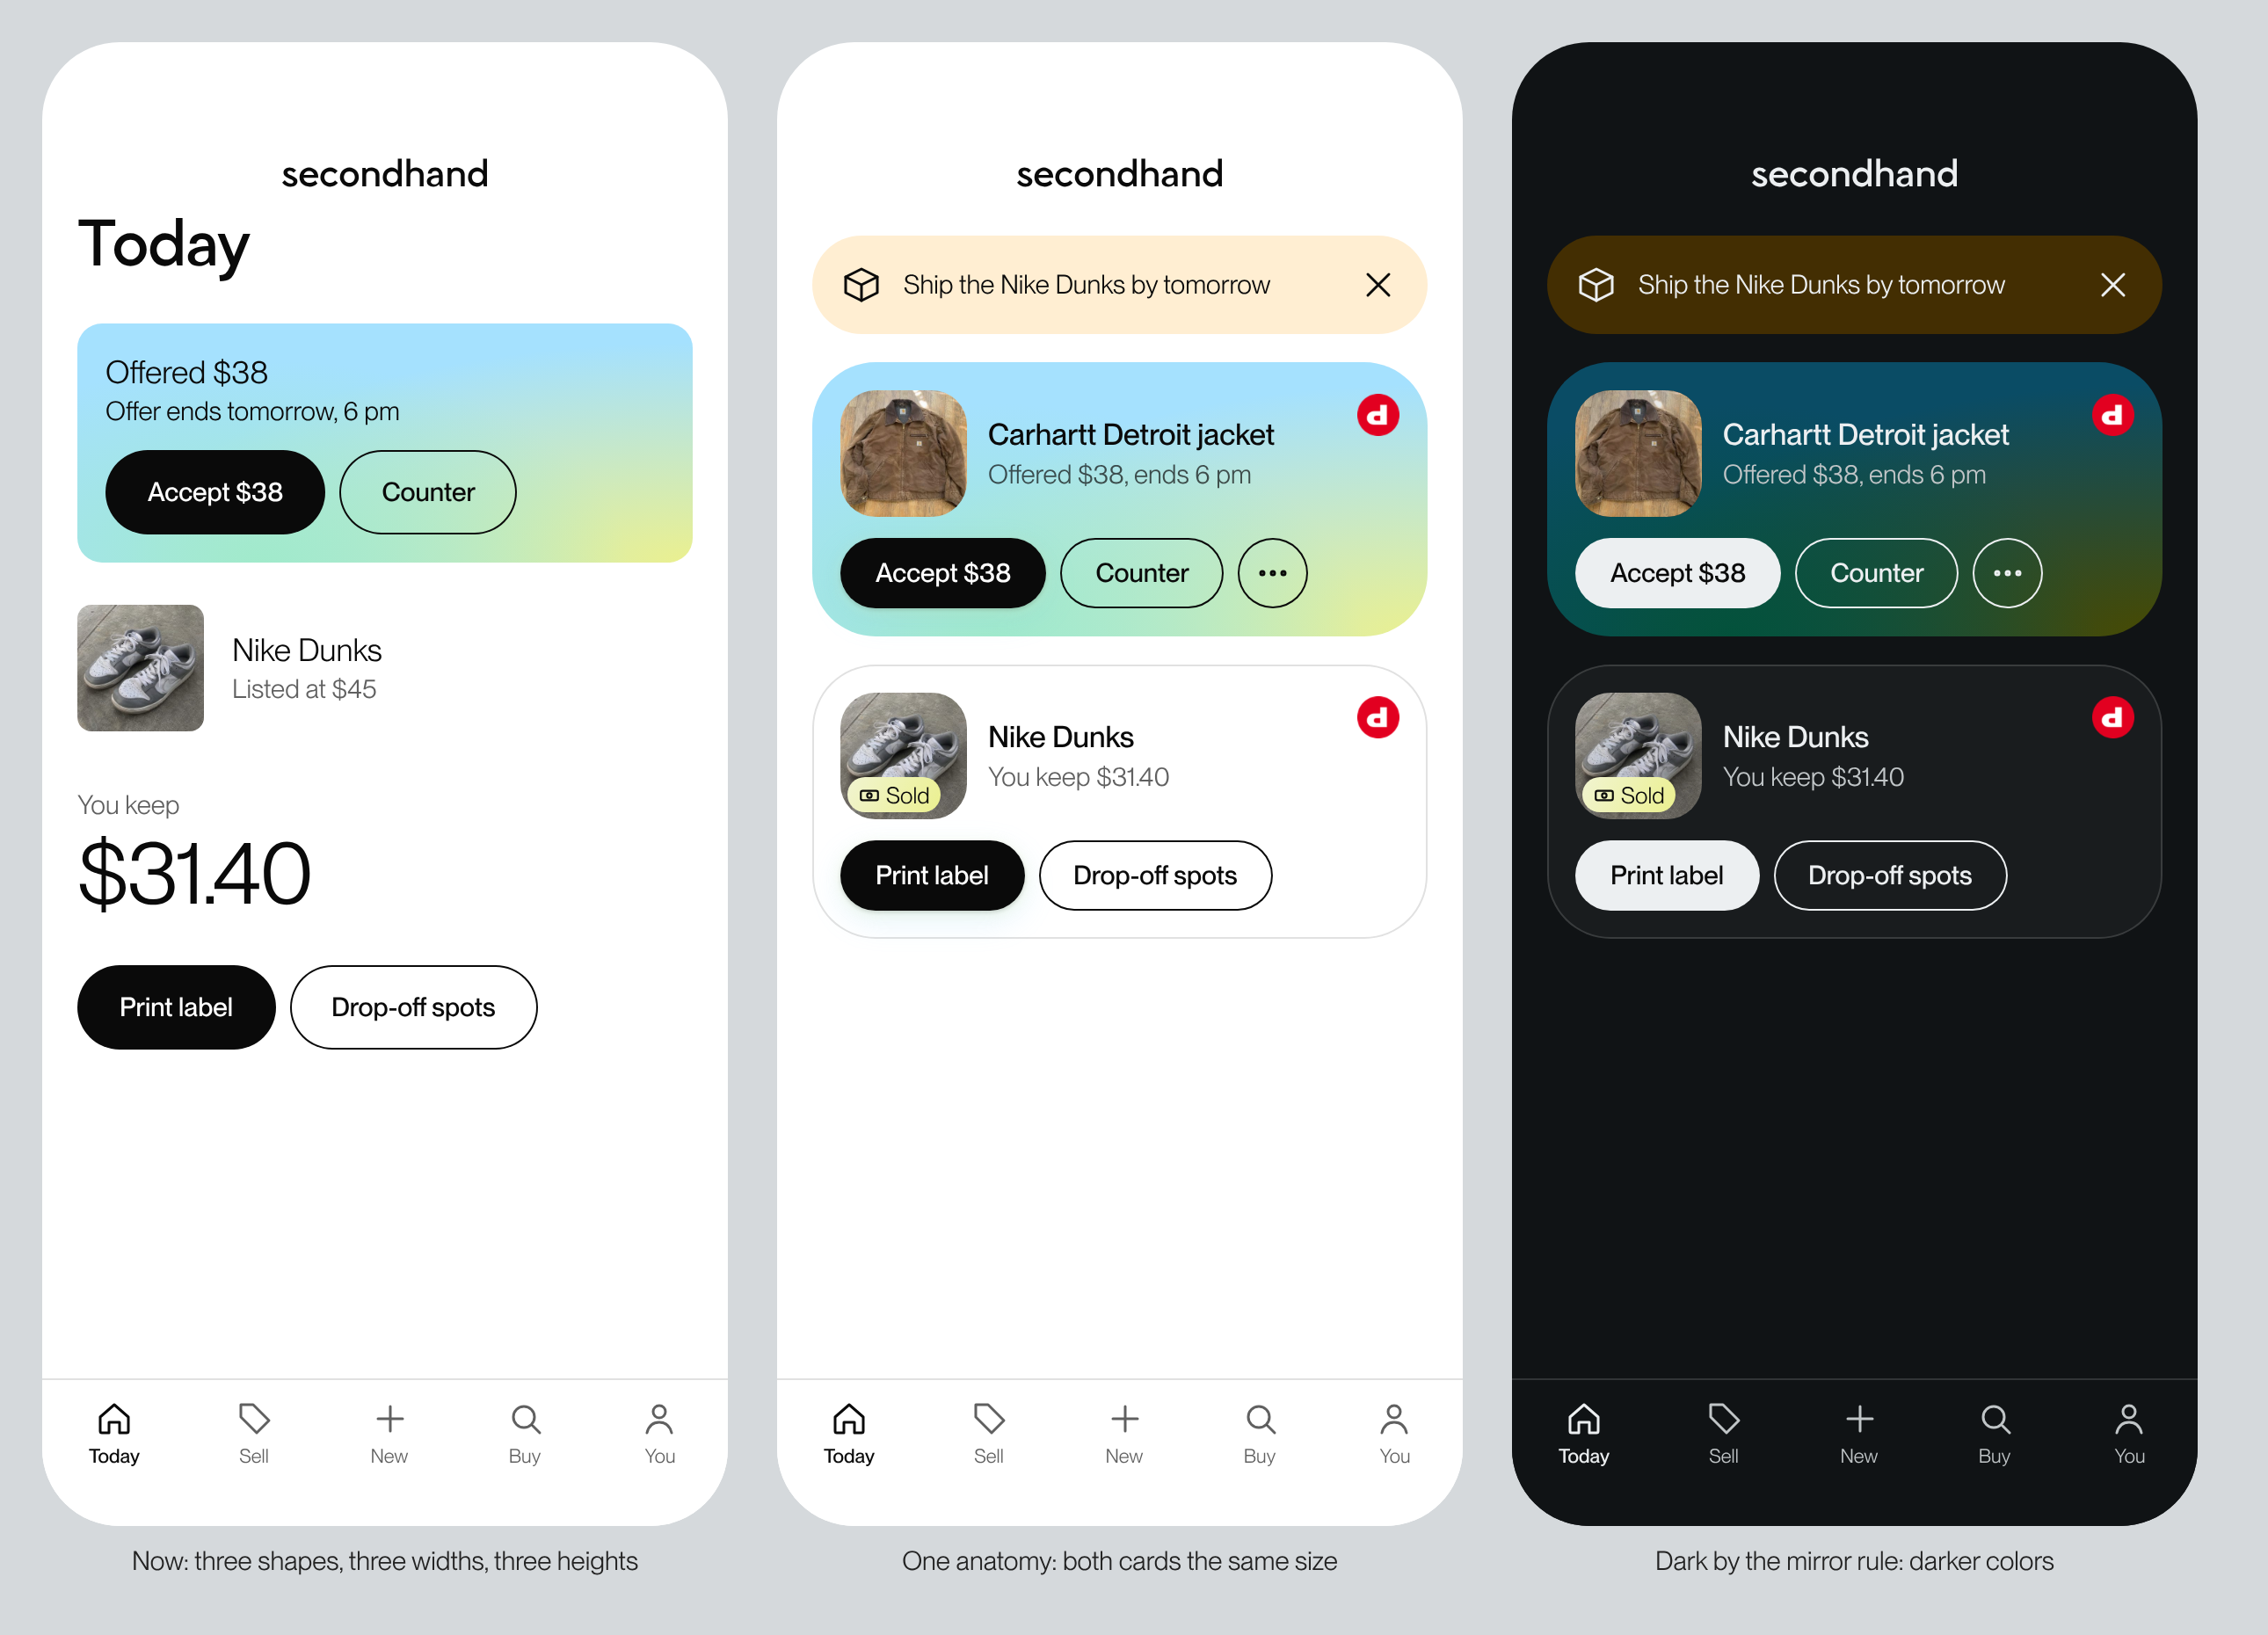 secondhand
Today
Offered $38
Offer ends tomorrow, 6 pm
Accept $38
Counter
Nike Dunks
Listed at $45
You keep
$31.40
Print label
Drop-off spots
Today
Sell
New
Buy
You
Now: three shapes, three widths, three heights
secondhand
Ship the Nike Dunks by tomorrow
Carhartt Detroit jacket
Offered $38, ends 6 pm
Accept $38
Counter
Nike Dunks
You keep $31.40
Sold
Print label
Drop-off spots
Today
Sell
New
Buy
You
One anatomy: both cards the same size
secondhand
Ship the Nike Dunks by tomorrow
Carhartt Detroit jacket
Offered $38, ends 6 pm
Accept $38
Counter
Nike Dunks
You keep $31.40
Sold
Print label
Drop-off spots
Today
Sell
New
Buy
You
Dark by the mirror rule: darker colors